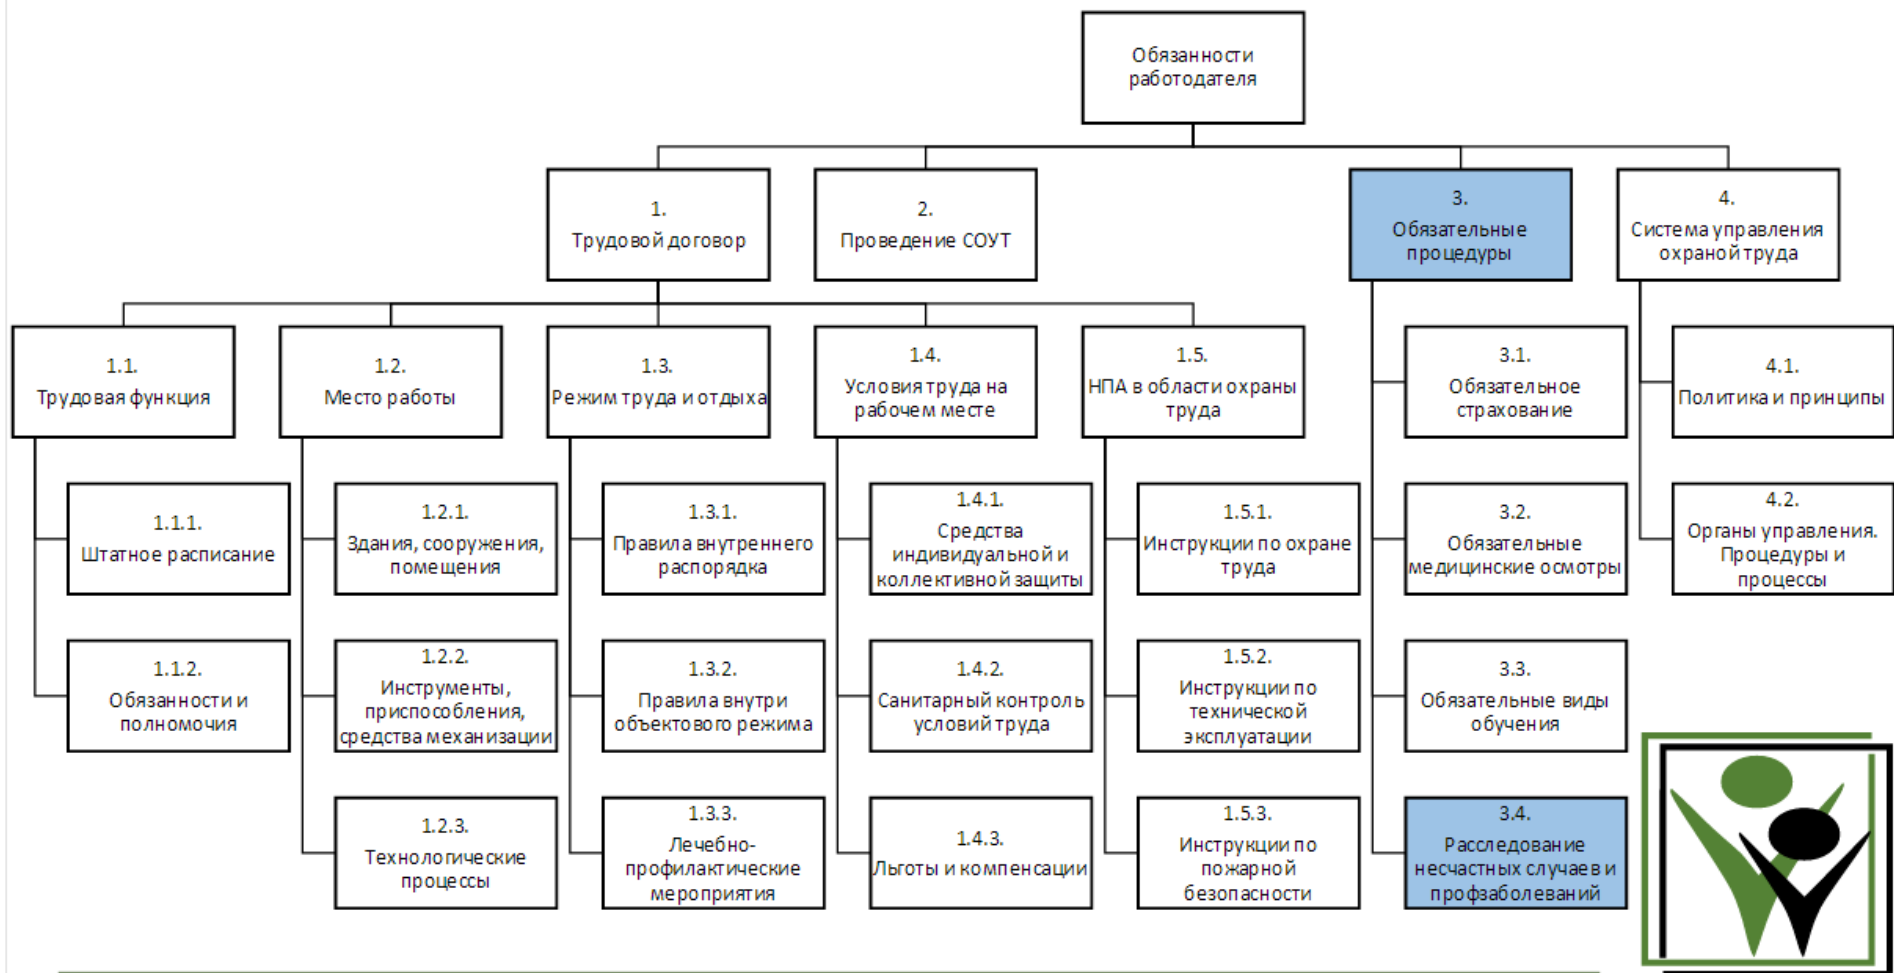 Обязанности
работодателя
1.
Трудовой договор
2.
Проведение СОУТ
3.
Обязательные
процедуры
4.
Система управления
охраной труда
1.1.
Трудовая функция
1.2.
Место работы
1.3.
Режим труда и отдыха
1.4.
Условия труда на
рабочем месте
1.5.
НПА в области охраны
труда
3.1.
Обязательное
страхование
4.1.
Политика и принципы
1.1.1.
Штатное расписание
1.2.1.
Здания, сооружения,
помещения
1.3.1.
Правила внутреннего
распорядка
1.4.1.
Средства
индивидуальной и
коллективной защиты
1.5.1.
Инструкции по охране
труда
3.2.
Обязательные
медицинские осмотры
4.2.
Органы управления.
Процедуры и
процессы
1.1.2.
Обязанности и
полномочия
1.2.2.
Инструменты,
приспособления,
средства механизации
1.3.2.
Правила внутри
объектового режима
1.4.2.
Санитарный контроль
условий труда
1.5.2.
Инструкции по
технической
эксплуатации
3.3.
Обязательные виды
обучения
1.2.3.
Технологические
процессы
1.3.3.
Лечебно-
профилактические
мероприятия
1.4.3.
Льготы и компенсации
1.5.3.
Инструкции по
пожарной
безопасности
3.4.
Расследование
несчастных случаев и
профзаболеваний